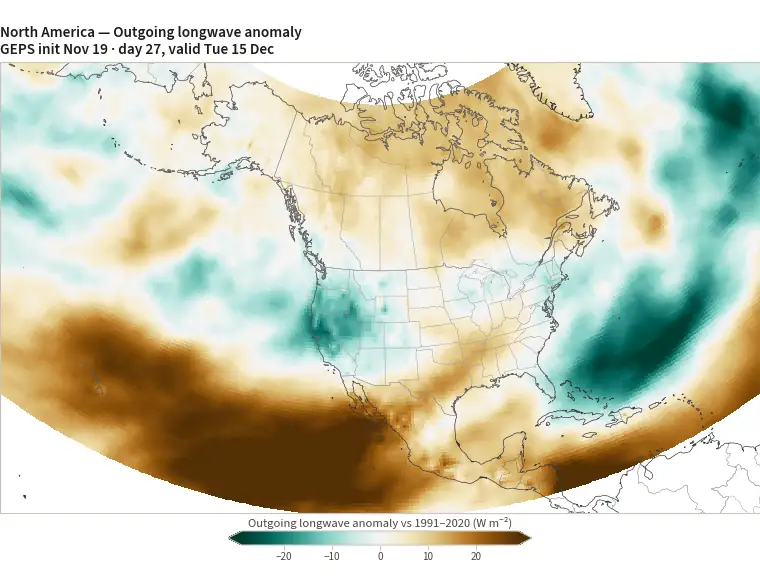 North America — Outgoing longwave anomaly
GEPS init Nov 19 · day 27, valid Tue 15 Dec
Outgoing longwave anomaly vs 1991–2020 (W m⁻²)
−20 −10 0 10 20